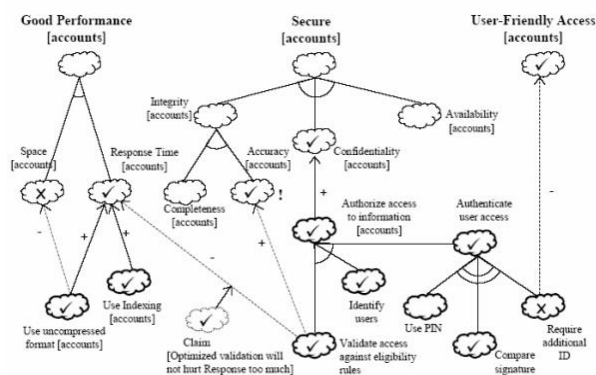 Good Performance
[accounts]
Secure
[accounts]
User-Friendly Access
[accounts]
Integrity
[accounts]
Availability
[accounts]
Space
[accounts]
Response Time
[accounts]
Accuracy
[accounts]
Confidentiality
[accounts]
!
Completeness
[accounts]
Authorize access
to information
[accounts]
Authenticate
user access
-
+
+
-
+
+
-
Use uncompressed
format [accounts]
Use Indexing
[accounts]
Claim
[Optimized validation will
not hurt Response too much]
Identify
users
Validate access
against eligibility
rules
Use PIN
Compare
signature
Require
additional
ID